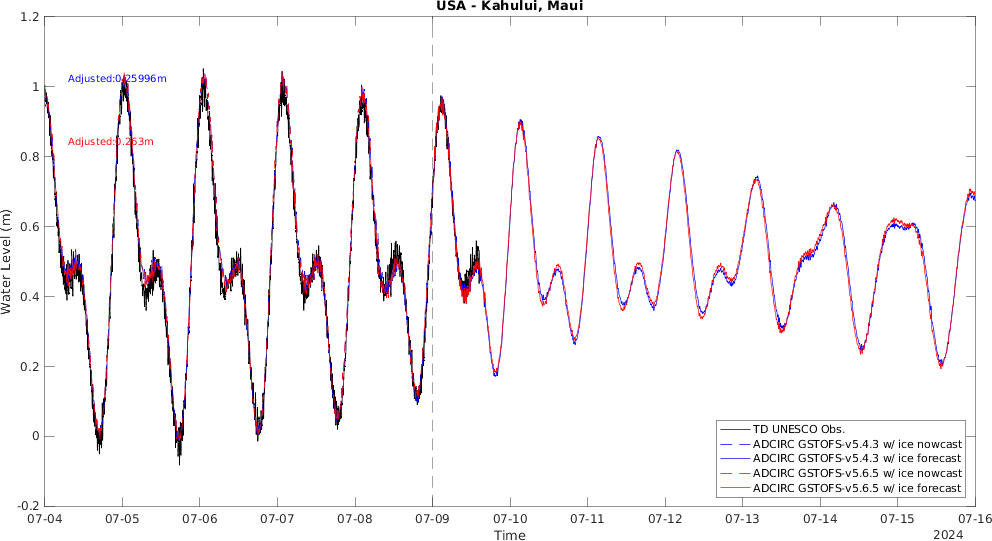 USA - Kahului, Maui
1.2
1
0.8
0.6
0.4
0.2
0
-0.2
Water Level (m)
Adjusted:0.25996m
Adjusted:0.263m
TD UNESCO Obs.
ADCIRC GSTOFS-v5.4.3 w/ ice nowcast
ADCIRC GSTOFS-v5.4.3 w/ ice forecast
ADCIRC GSTOFS-v5.6.5 w/ ice nowcast
ADCIRC GSTOFS-v5.6.5 w/ ice forecast
07-04 07-05 07-06 07-07 07-08 07-09 07-10 07-11 07-12 07-13 07-14 07-15 07-16
Time
2024